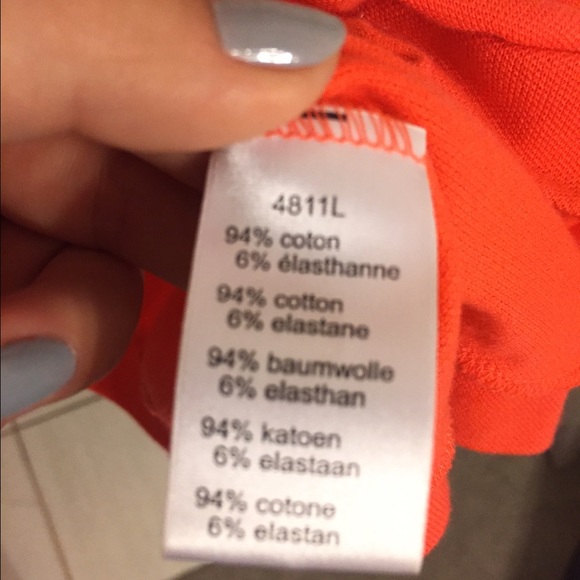 4811L
94% coton
6% élasthanne
94% cotton
6% elastane
94% baumwolle
6% elasthan
94% katoen
6% elastaan
94% cotone
6% elastan